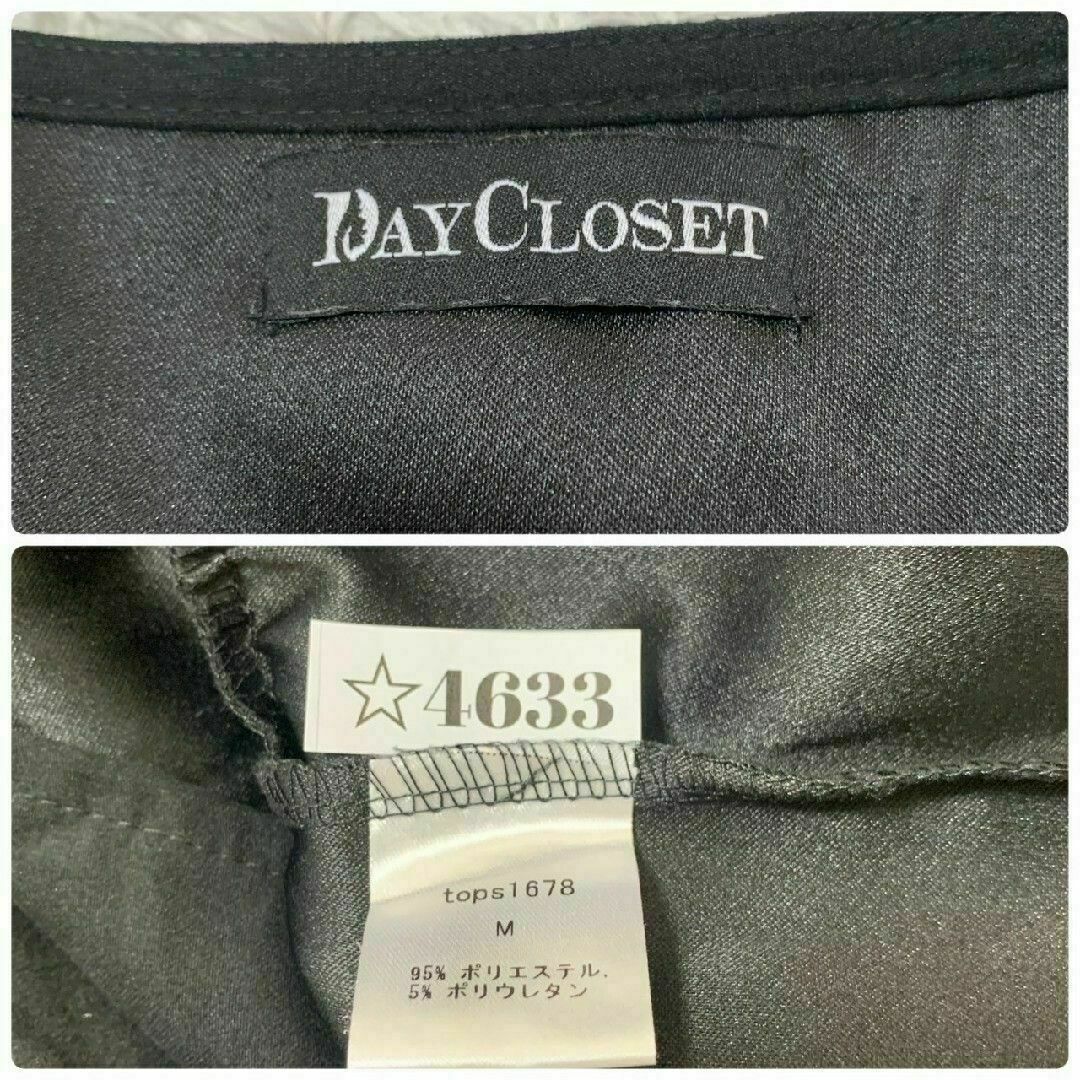 DAYCLOSET
☆4633
tops1678
M
95% ポリエステル.
5% ポリウレタン